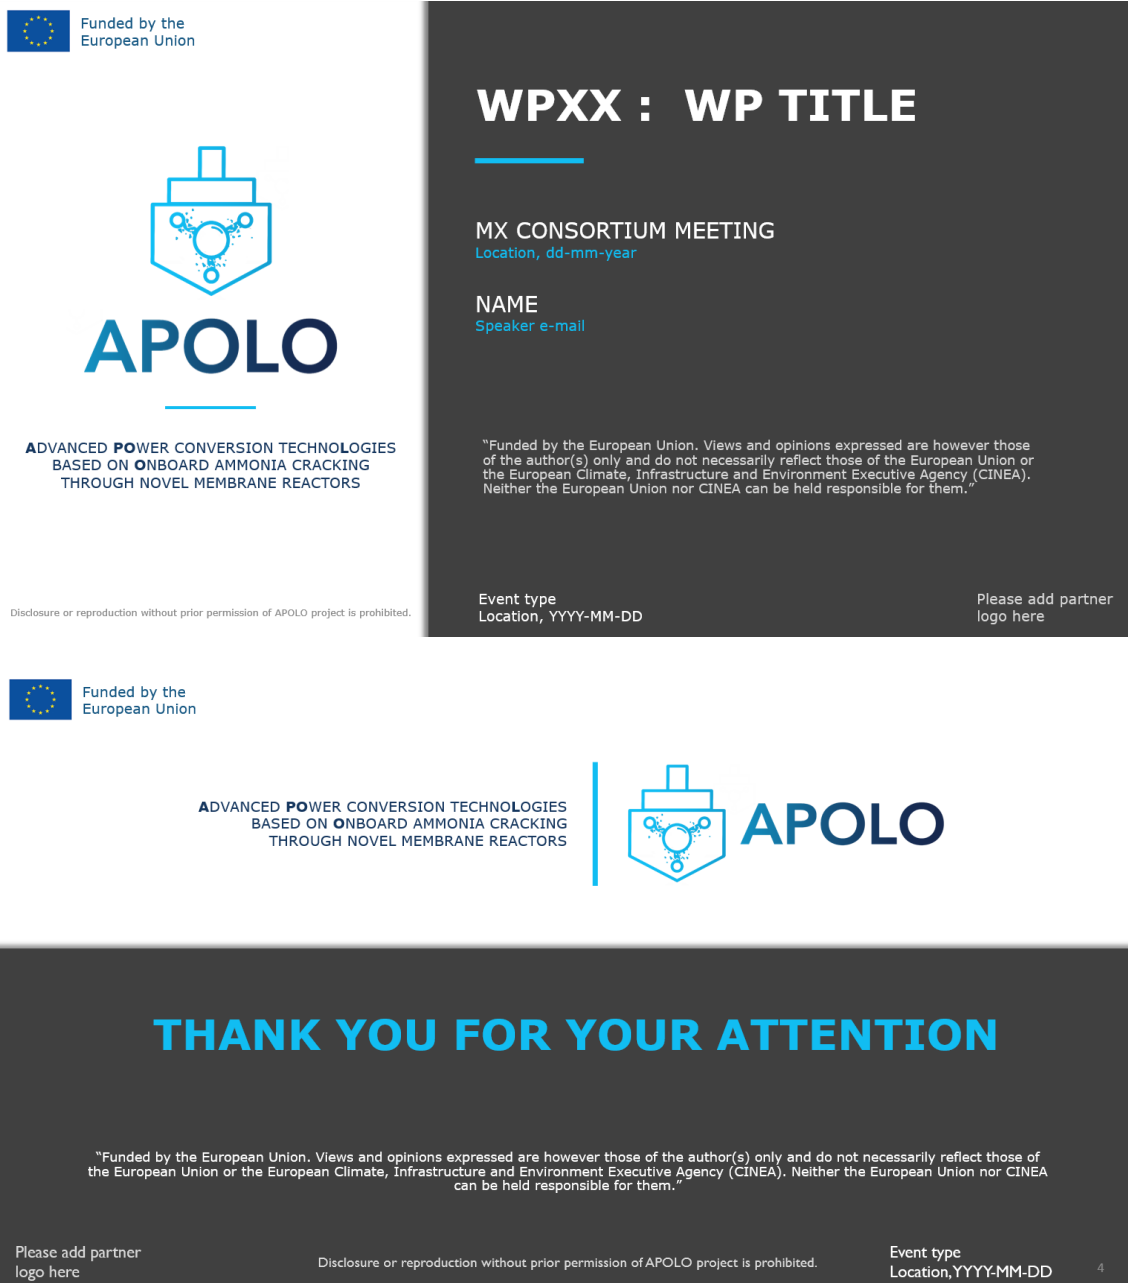 Funded by the
European Union
APOLO
ADVANCED POWER CONVERSION TECHNOLOGIES
BASED ON ONBOARD AMMONIA CRACKING
THROUGH NOVEL MEMBRANE REACTORS
Disclosure or reproduction without prior permission of APOLO project is prohibited.
WPXX : WP TITLE
MX CONSORTIUM MEETING
Location, dd-mm-year
NAME
Speaker e-mail
“Funded by the European Union. Views and opinions expressed are however those
of the author(s) only and do not necessarily reflect those of the European Union or
the European Climate, Infrastructure and Environment Executive Agency (CINEA).
Neither the European Union nor CINEA can be held responsible for them.”
Event type
Location, YYYY-MM-DD
Please add partner
logo here
Funded by the
European Union
ADVANCED POWER CONVERSION TECHNOLOGIES
BASED ON ONBOARD AMMONIA CRACKING
THROUGH NOVEL MEMBRANE REACTORS
APOLO
THANK YOU FOR YOUR ATTENTION
“Funded by the European Union. Views and opinions expressed are however those of the author(s) only and do not necessarily reflect those of
the European Union or the European Climate, Infrastructure and Environment Executive Agency (CINEA). Neither the European Union nor CINEA
can be held responsible for them.”
Please add partner
logo here
Disclosure or reproduction without prior permission of APOLO project is prohibited.
Event type
Location,YYYY-MM-DD
4